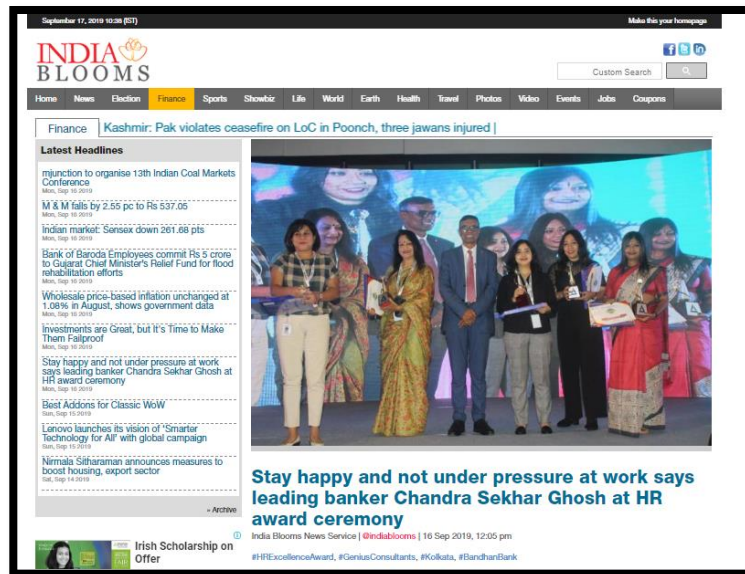 September 17, 2019 10:38 (IST)
Make this your homepage
INDIA
BLOOMS
Custom Search
Home News Election Finance Sports Showbiz Life World Earth Health Travel Photos Video Events Jobs Coupons
Finance
Kashmir: Pak violates ceasefire on LoC in Poonch, three jawans injured |
Latest Headlines
mjunction to organise 13th Indian Coal Markets
Conference
Mon, Sep 16 2019
M & M falls by 2.55 pc to Rs 537.05
Mon, Sep 16 2019
Indian market: Sensex down 261.68 pts
Mon, Sep 16 2019
Bank of Baroda Employees commit Rs 5 crore
to Gujarat Chief Minister's Relief Fund for flood
rehabilitation efforts
Mon, Sep 16 2019
Wholesale price-based inflation unchanged at
1.08% in August, shows government data
Mon, Sep 16 2019
Investments are Great, but It's Time to Make
Them Failproof
Mon, Sep 16 2019
Stay happy and not under pressure at work
says leading banker Chandra Sekhar Ghosh at
HR award ceremony
Mon, Sep 16 2019
Best Addons for Classic WoW
Sun, Sep 15 2019
Lenovo launches its vision of 'Smarter
Technology for All' with global campaign
Sun, Sep 15 2019
Nirmala Sitharaman announces measures to
boost housing, export sector
Sat, Sep 14 2019
» Archive
Irish Scholarship on
Offer
Stay happy and not under pressure at work says
leading banker Chandra Sekhar Ghosh at HR
award ceremony
India Blooms News Service | @indiablooms | 16 Sep 2019, 12:05 pm
#HRExcellenceAward, #GeniusConsultants, #Kolkata, #BandhanBank